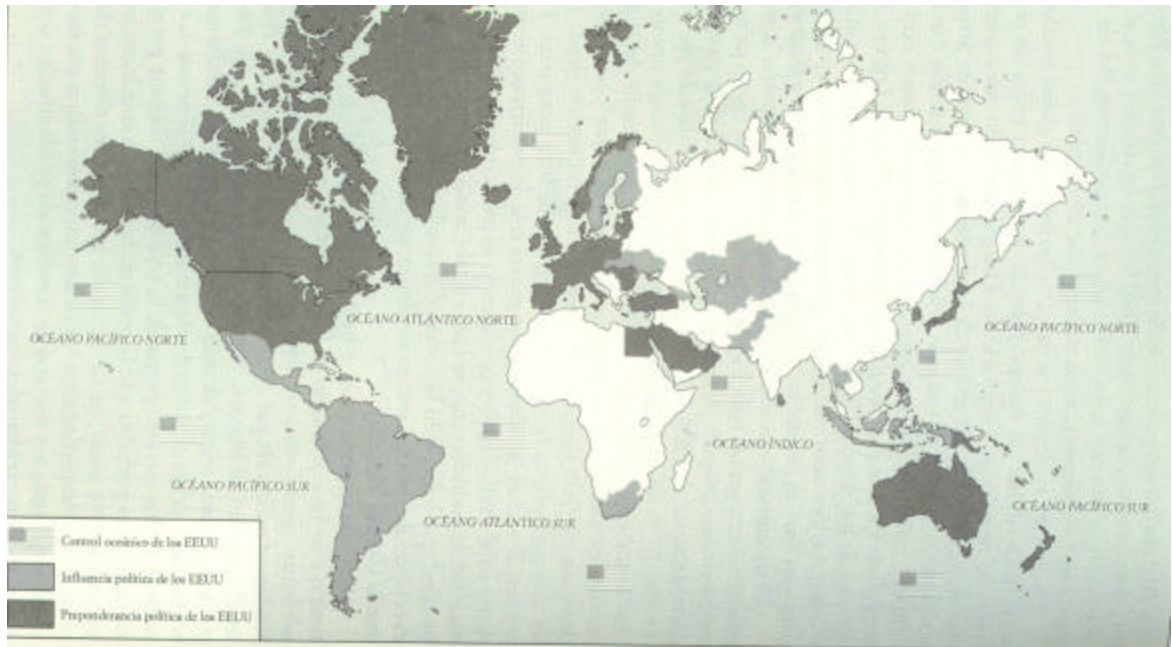 OCÉANO PACÍFICO NORTE
OCÉANO ATLÁNTICO NORTE
OCÉANO PACÍFICO NORTE
OCÉANO ÍNDICO
OCÉANO PACÍFICO SUR
OCÉANO ATLÁNTICO SUR
OCÉANO PACÍFICO SUR
Control oceánico de los EEUU
Influencia política de los EEUU
Preponderancia política de los EEUU